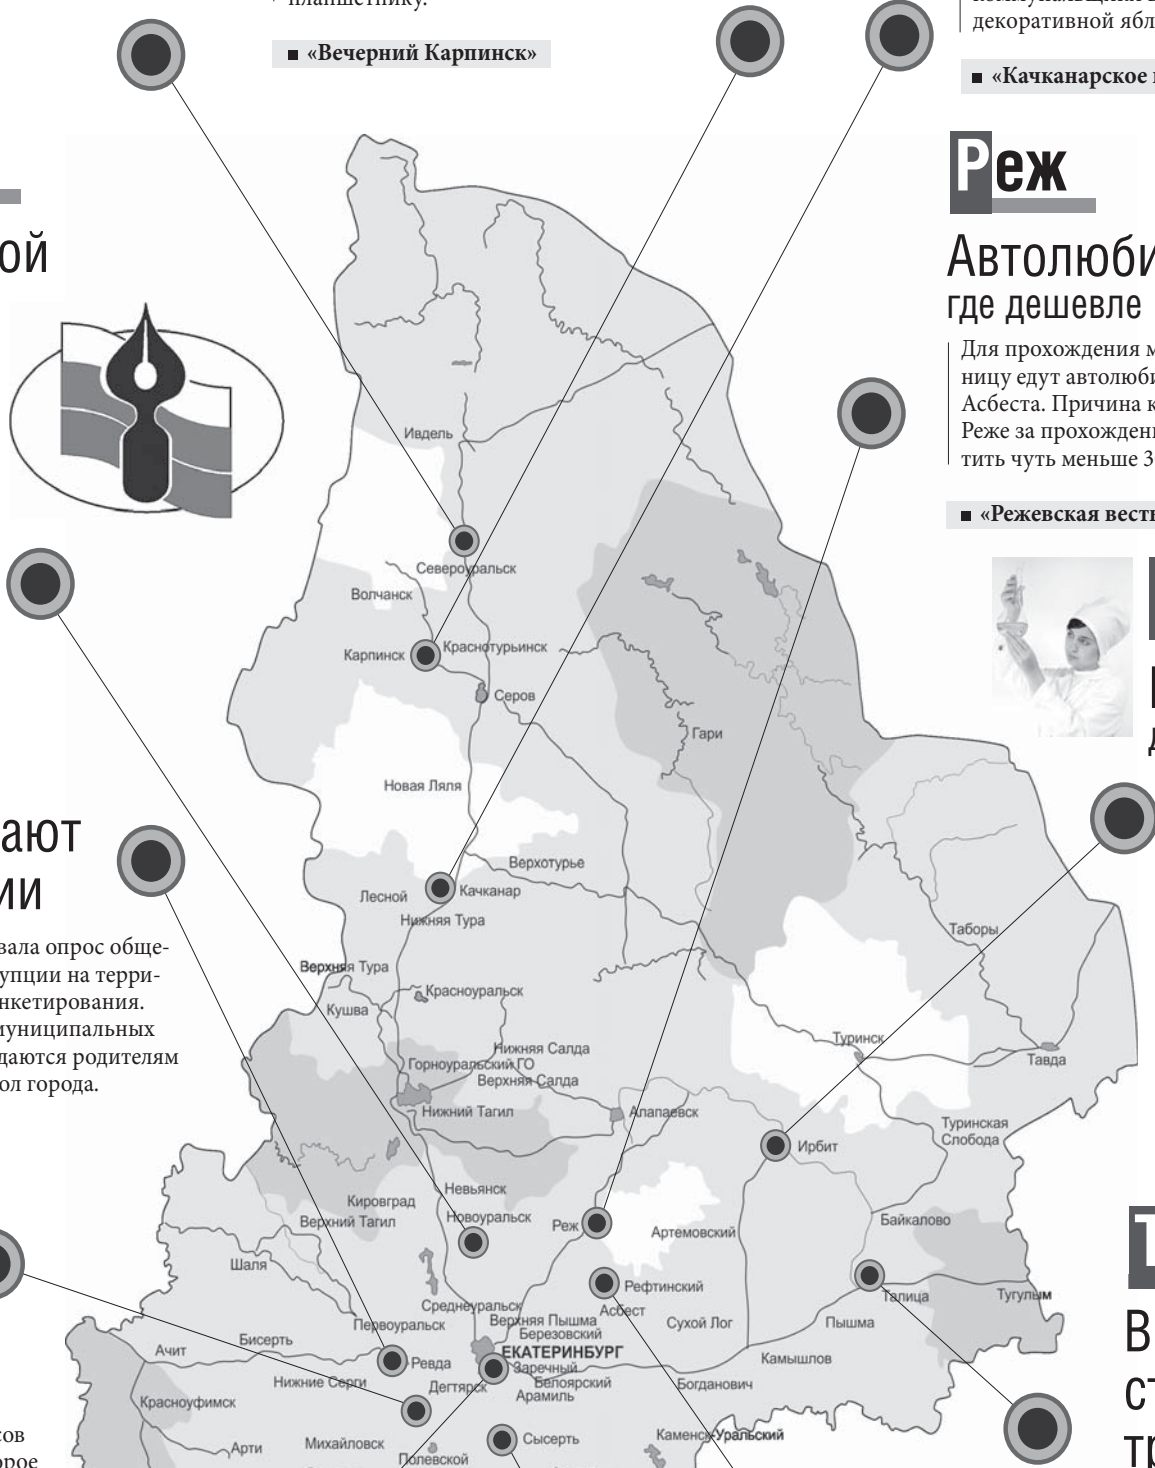 планшетнику.
«Вечерний Карпинск»
декоративной ябл
«Качканарское
Реж
Автолюби
где дешевле
Для прохождения м
ницу едут автолюби
Асбеста. Причина к
Реже за прохожден
тить чуть меньше 3
«Режевская вест
ой
ают
ии
вала опрос обще-
упции на терри-
нкетирования.
муниципальных
даются родителям
ол города.
сов
орое
Ивдель
Североуральск
Волчанск
Карпинск
Краснотурьинск
Серов
Гари
Новая Ляля
Верхотурье
Лесной
Качканар
Нижняя Тура
Таборы
Верхняя Тура
Красноуральск
Кушва
Туринск
Нижняя Салда
Тавда
Горноуральский ГО
Верхняя Салда
Нижний Тагил
Алапаевск
Туринская
Слобода
Ирбит
Невьянск
Кировград
Новоуральск
Верхний Тагил
Реж
Байкалово
Артемовский
Шаля
Рефтинский
Талица
Тугулым
Среднеуральск
Асбест
Верхняя Пышма
Первоуральск
Сухой Лог
Пышма
Березовский
Бисерть
Ачит
ЕКАТЕРИНБУРГ
Камышлов
Ревда
Заречный
Нижние Серги
Дегтярск
Белоярский
Богданович
Арамиль
Красноуфимск
Каменск-Уральский
Сысерть
Михайловск
Арти
Полевской
В
ст
тр